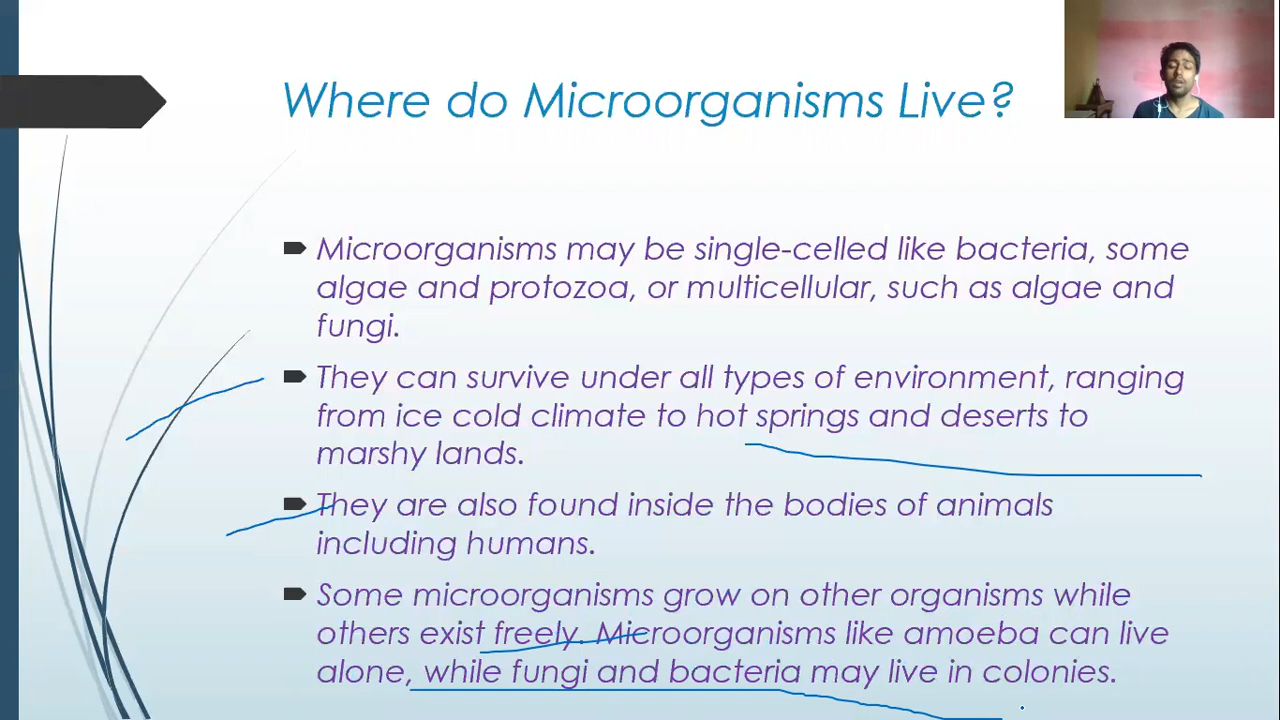 Where do Microorganisms Live?
Microorganisms may be single-celled like bacteria, some
algae and protozoa, or multicellular, such as algae and
fungi.
They can survive under all types of environment, ranging
from ice cold climate to hot springs and deserts to
marshy lands.
They are also found inside the bodies of animals
including humans.
Some microorganisms grow on other organisms while
others exist freely. Microorganisms like amoeba can live
alone, while fungi and bacteria may live in colonies.